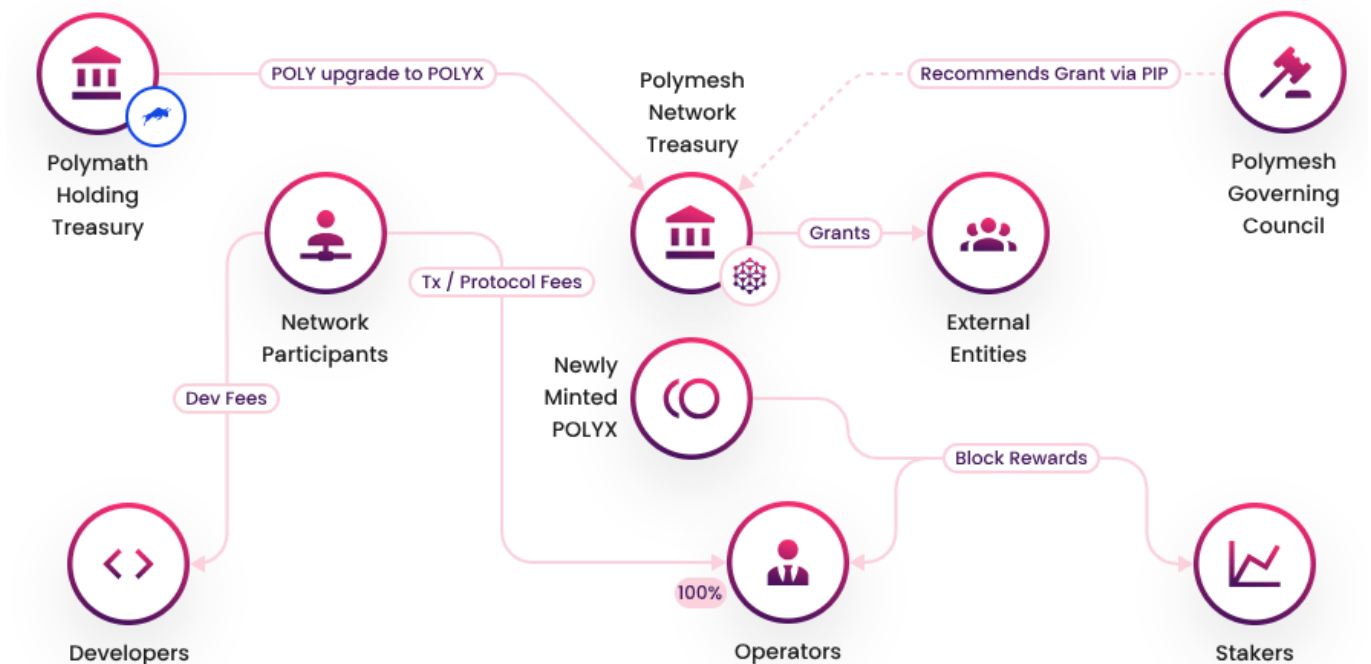 POLY upgrade to POLYX
Polymesh
Network
Treasury
Recommends Grant via PIP
Polymath
Holding
Treasury
Polymesh
Governing
Council
Grants
Tx / Protocol Fees
Network
Participants
External
Entities
Newly
Minted
POLYX
Dev Fees
Block Rewards
100%
Developers
Operators
Stakers